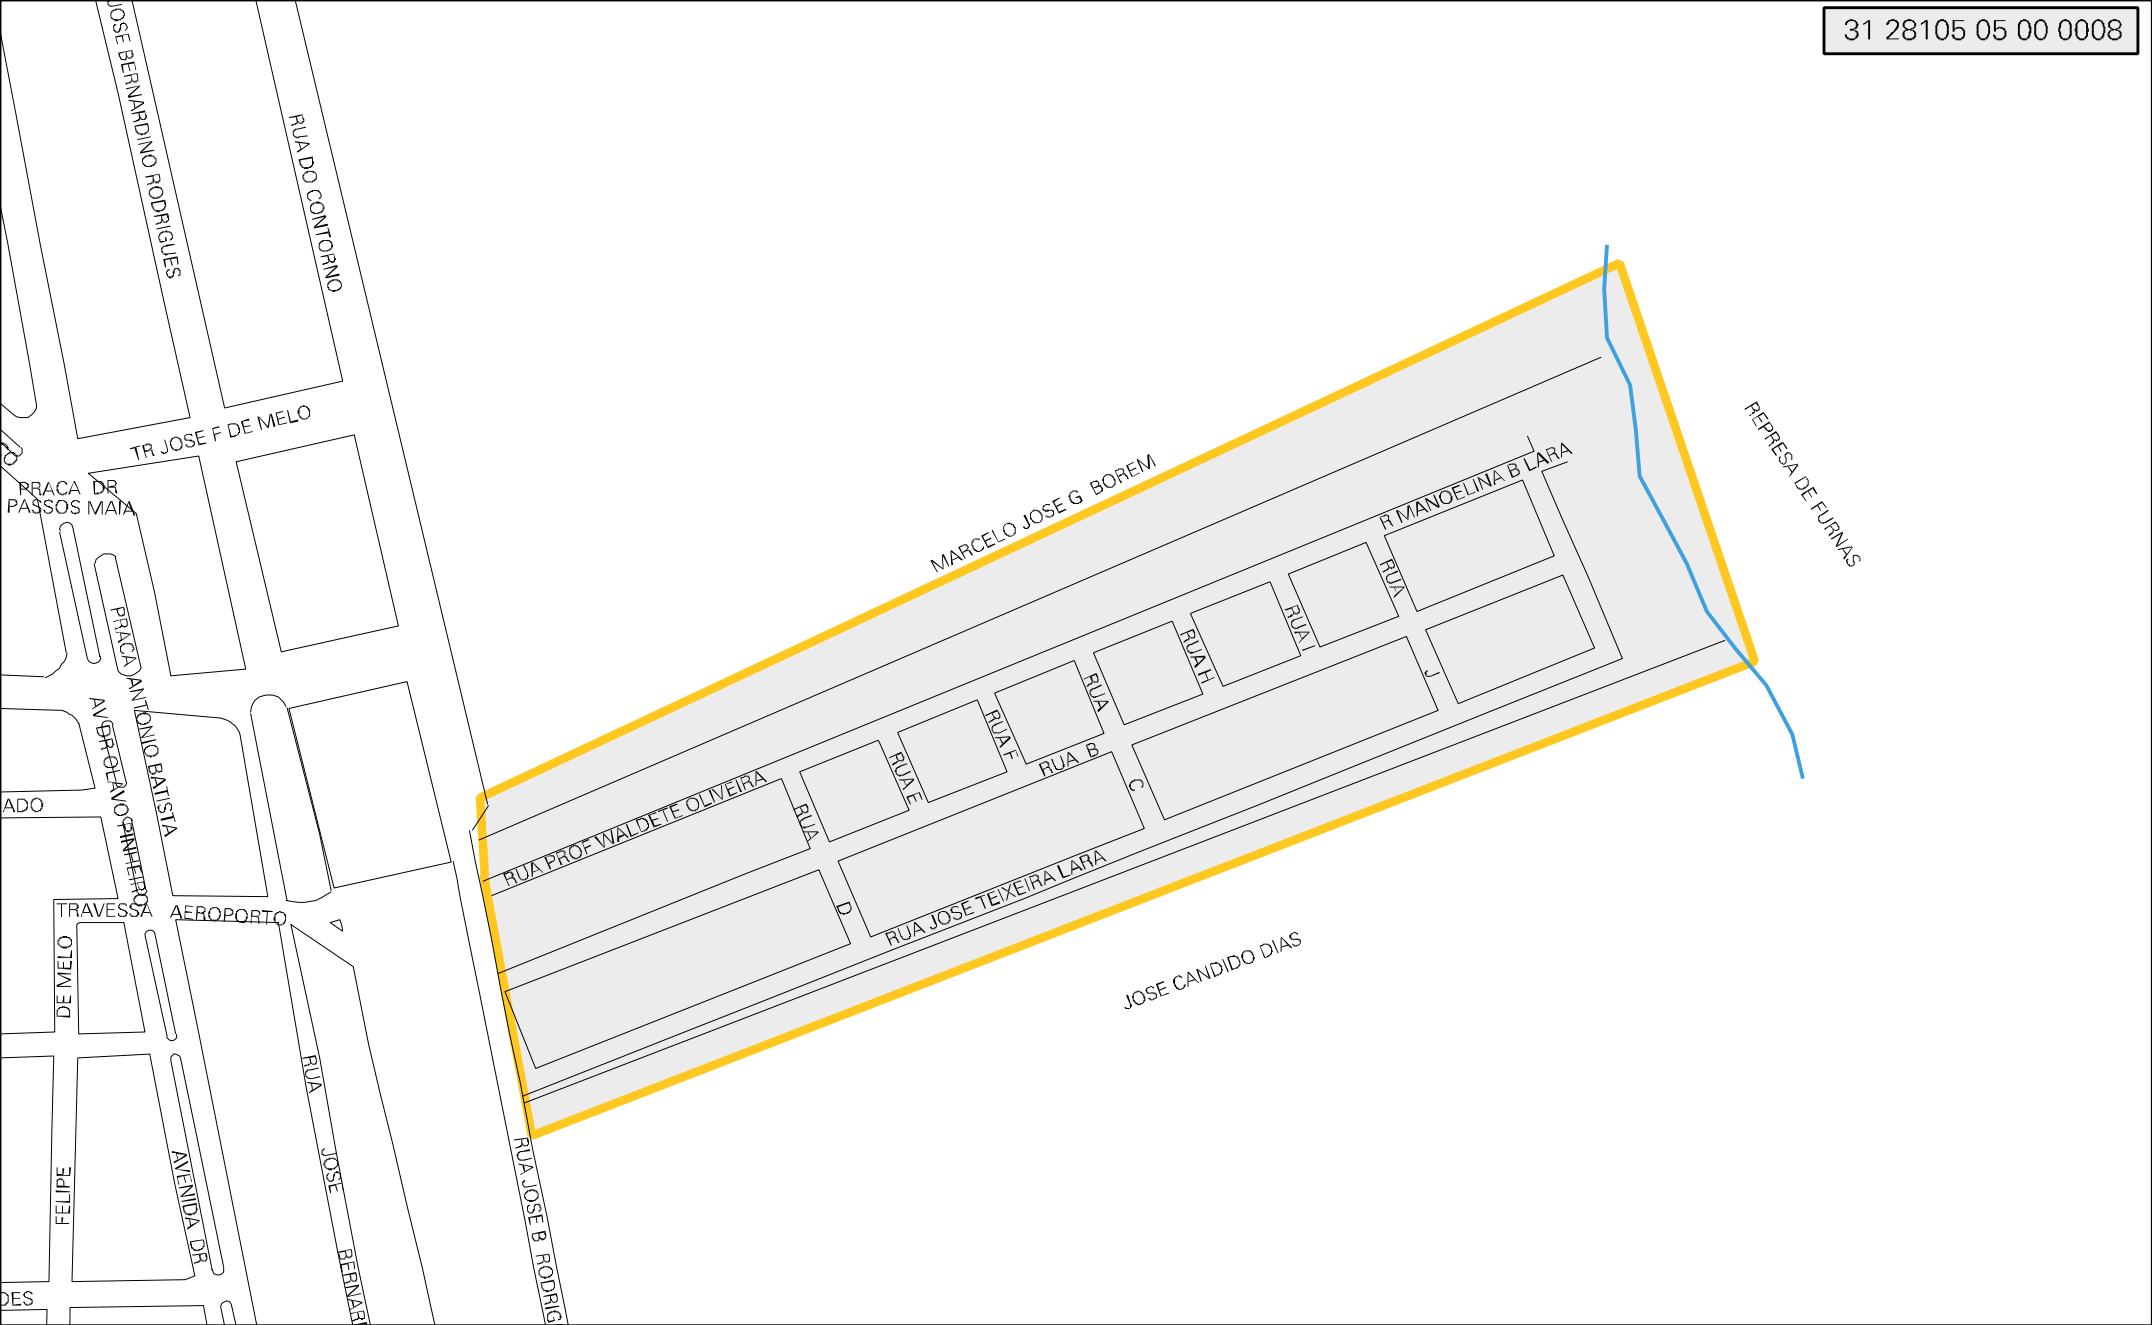 31 28105 05 00 0008
JOSE BERNARDINO RODRIGUES
RUA DO CONTORNO
TR JOSE F DE MELO
PRACA DR
PASSOS MAIA
PRACA ANTONIO BATISTA
AV DR OLAVO PINHEIRO
ADO
TRAVESSA AEROPORTO
DE MELO
FELIPE
AVENIDA DR
RUA JOSE BERNAR
DES
RUA JOSE B RODRIG
MARCELO JOSE G BOREM
REPRESA DE FURNAS
R MANOELINA B LARA
RUA PROF WALDETE OLIVEIRA
RUA D
RUA E
RUA F
RUA C
RUA H
RUA I
RUA J
RUA B
RUA JOSE TEIXEIRA LARA
JOSE CANDIDO DIAS